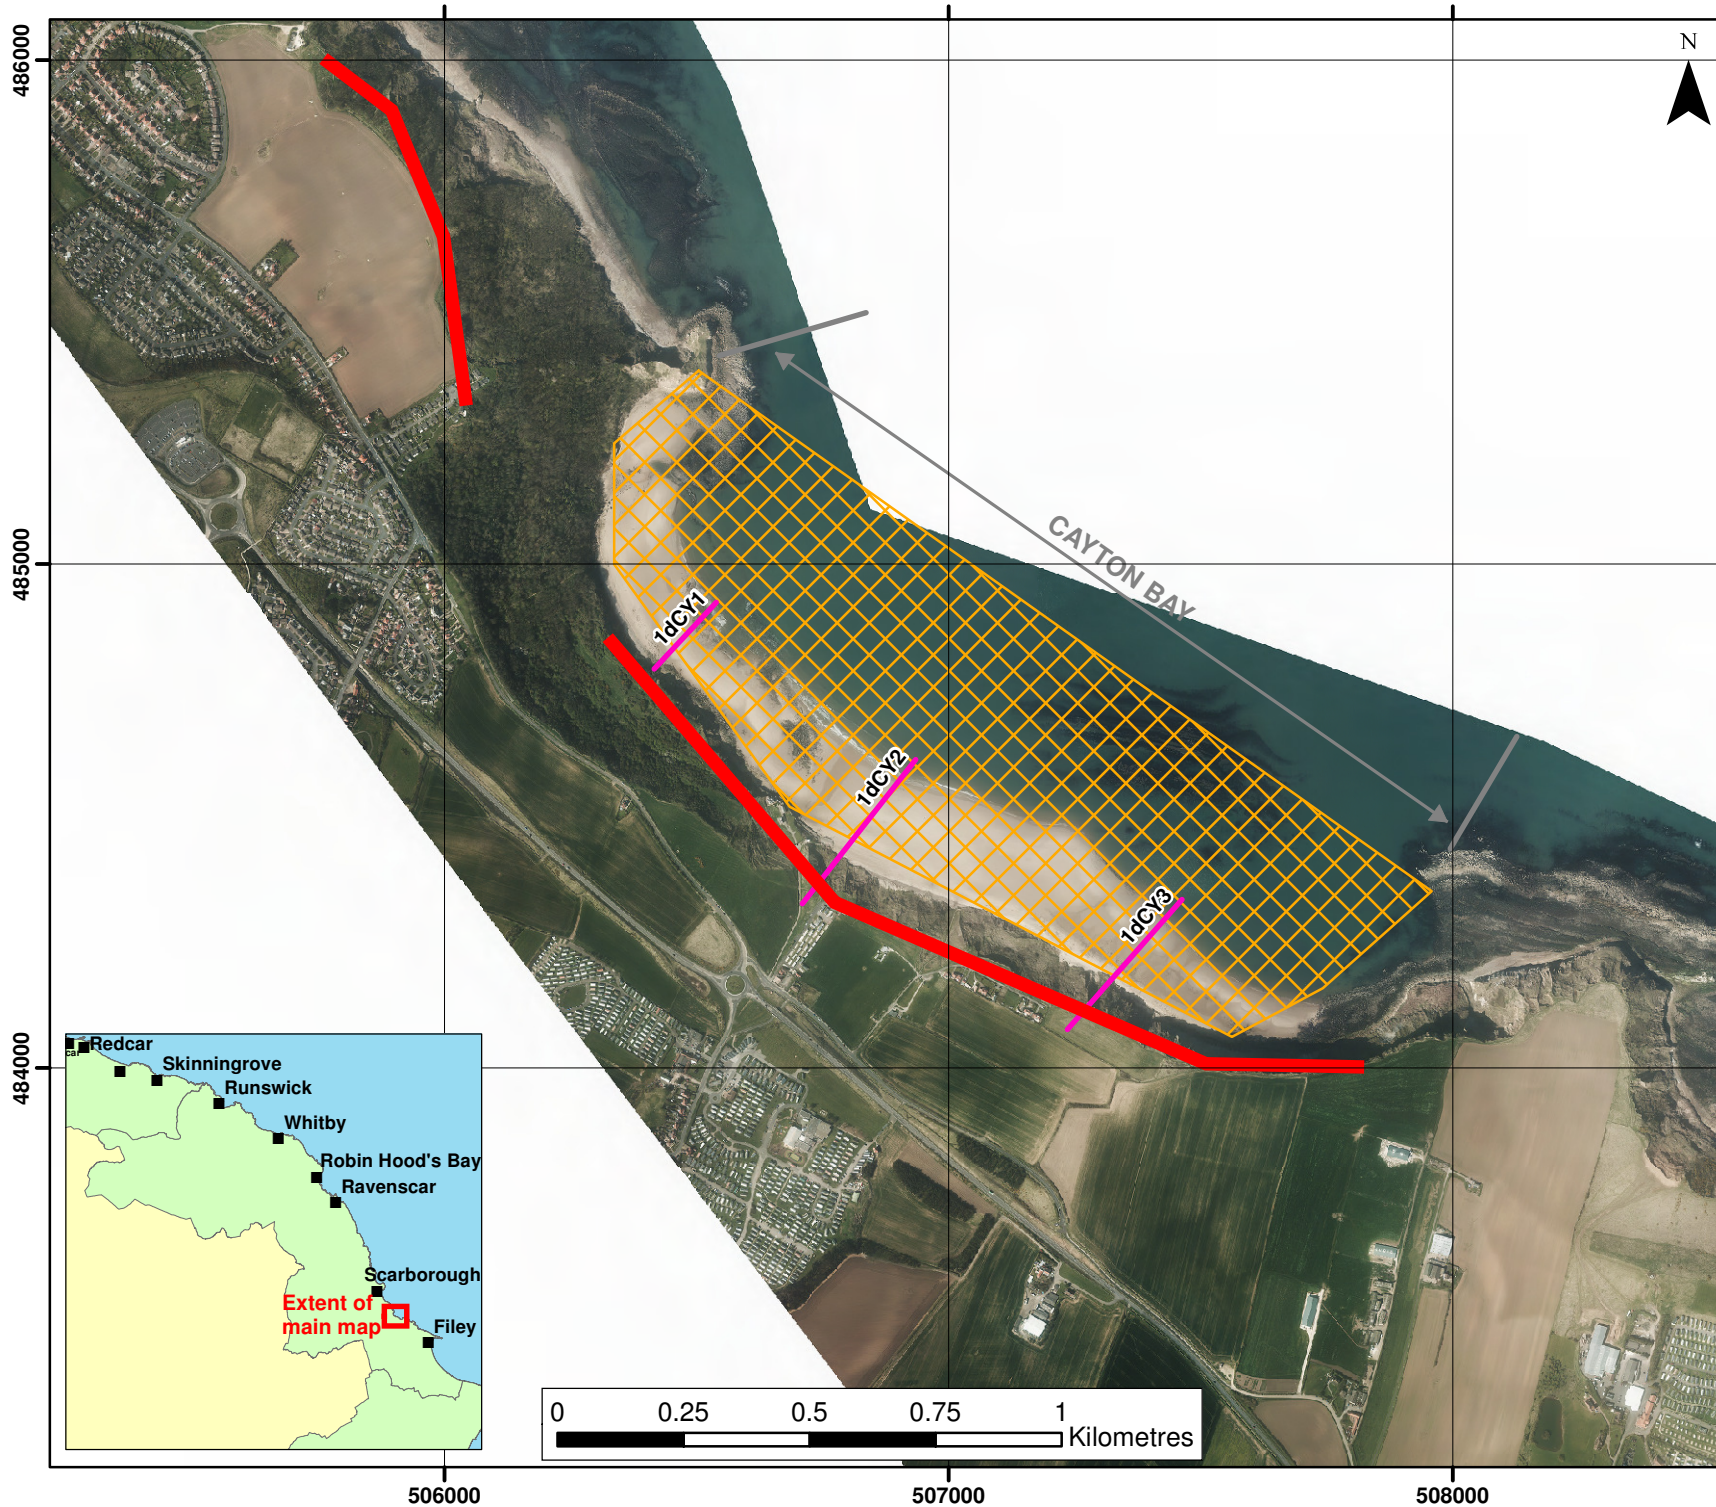 N
486000
485000
484000
CAYTON BAY
1dCY1
1dCY2
1dCY3
Redcar
car
Skinningrove
Runswick
Whitby
Robin Hood's Bay
Ravenscar
Scarborough
Extent of
main map
Filey
0 0.25 0.5 0.75 1
Kilometres
506000 507000 508000